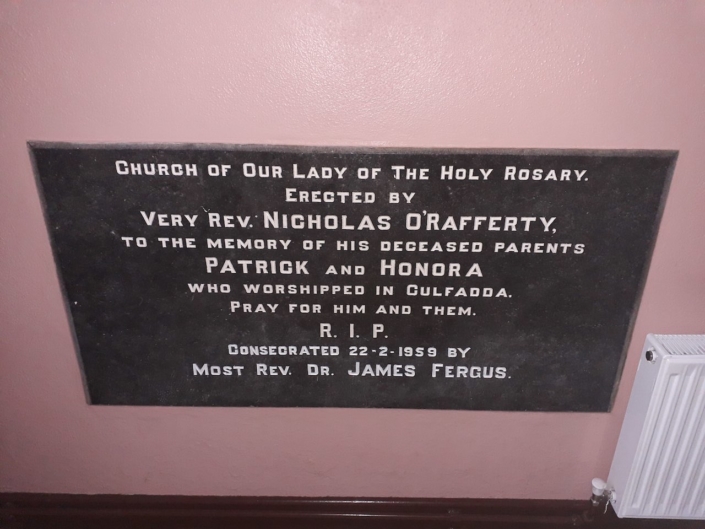 CHURCH OF OUR LADY OF THE HOLY ROSARY.
ERECTED BY
VERY REV. NICHOLAS O'RAFFERTY,
TO THE MEMORY OF HIS DECEASED PARENTS
PATRICK AND HONORA
WHO WORSHIPPED IN CULFADDA.
PRAY FOR HIM AND THEM.
R. I. P.
CONSECRATED 22-2-1959 BY
MOST REV. DR. JAMES FERGUS.